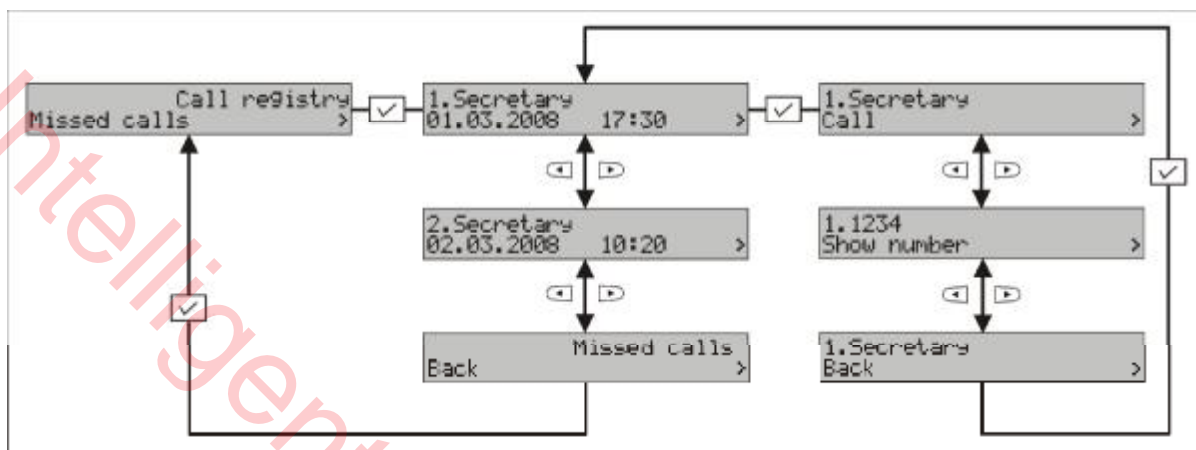 Call registry
Missed calls >
1.Secretary
01.03.2008 17:30 >
1.Secretary
Call >
2.Secretary
02.03.2008 10:20 >
1.1234
Show number >
Missed calls
Back >
1.Secretary
Back >
Intelligent